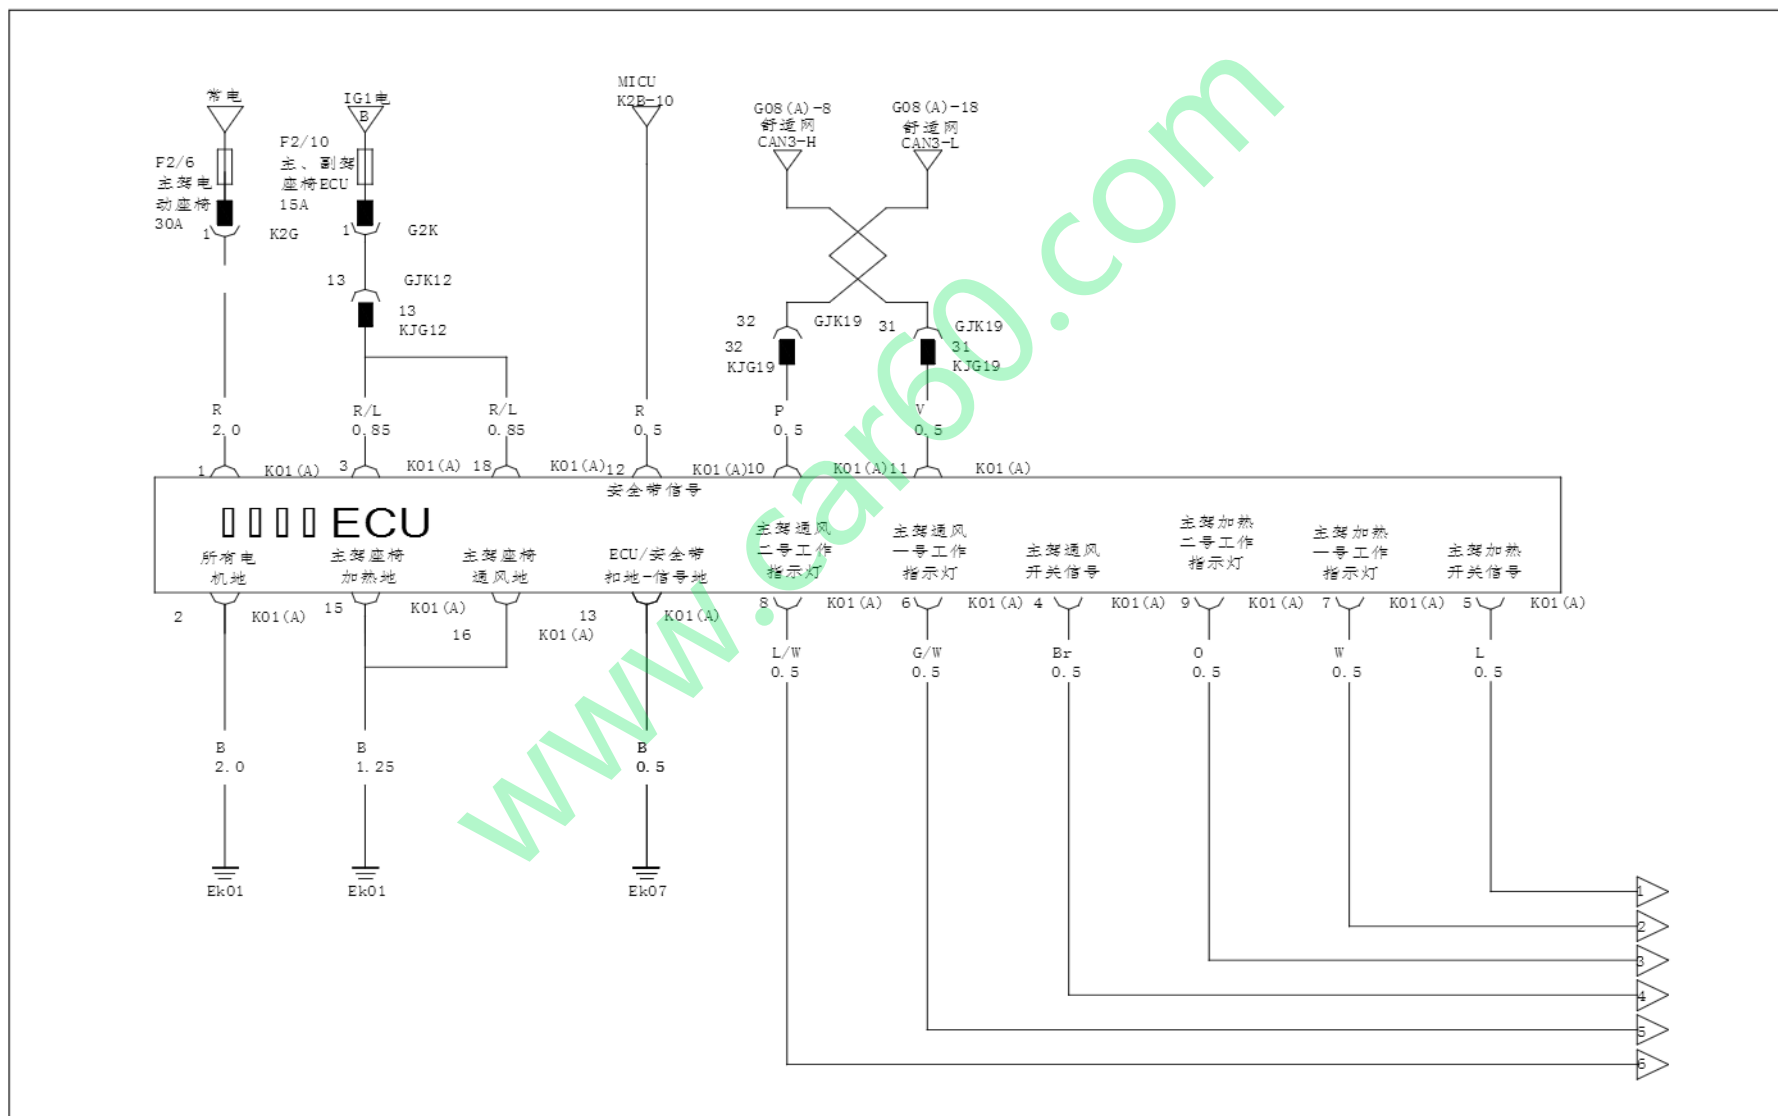 常电
IG1电
B
MICU
K2B-10
G08(A)-8
舒适网
CAN3-H
G08(A)-18
舒适网
CAN3-L
F2/6
主驾电
动座椅
30A
F2/10
主、副驾
座椅ECU
15A
1
K2G
1
G2K
13
GJK12
13
KJG12
32
GJK19
31
GJK19
32
KJG19
31
KJG19
R
2.0
R/L
0.85
R/L
0.85
R
0.5
P
0.5
V
0.5
1
K01(A)
3
K01(A)
18
K01(A)
12
K01(A)
10
K01(A)
11
K01(A)
安全带信号
ECU
所有电
机地
主驾座椅
加热地
主驾座椅
通风地
ECU/安全带
扣地-信号地
主驾通风
二号工作
指示灯
主驾通风
一号工作
指示灯
主驾通风
开关信号
主驾加热
二号工作
指示灯
主驾加热
一号工作
指示灯
主驾加热
开关信号
2
K01(A)
15
K01(A)
16
K01(A)
13
K01(A)
8
K01(A)
6
K01(A)
4
K01(A)
9
K01(A)
7
K01(A)
5
K01(A)
L/W
0.5
G/W
0.5
Br
0.5
O
0.5
W
0.5
L
0.5
B
2.0
B
1.25
B
0.5
Ek01
Ek01
Ek07
1
2
3
4
5
6
www.car60.com